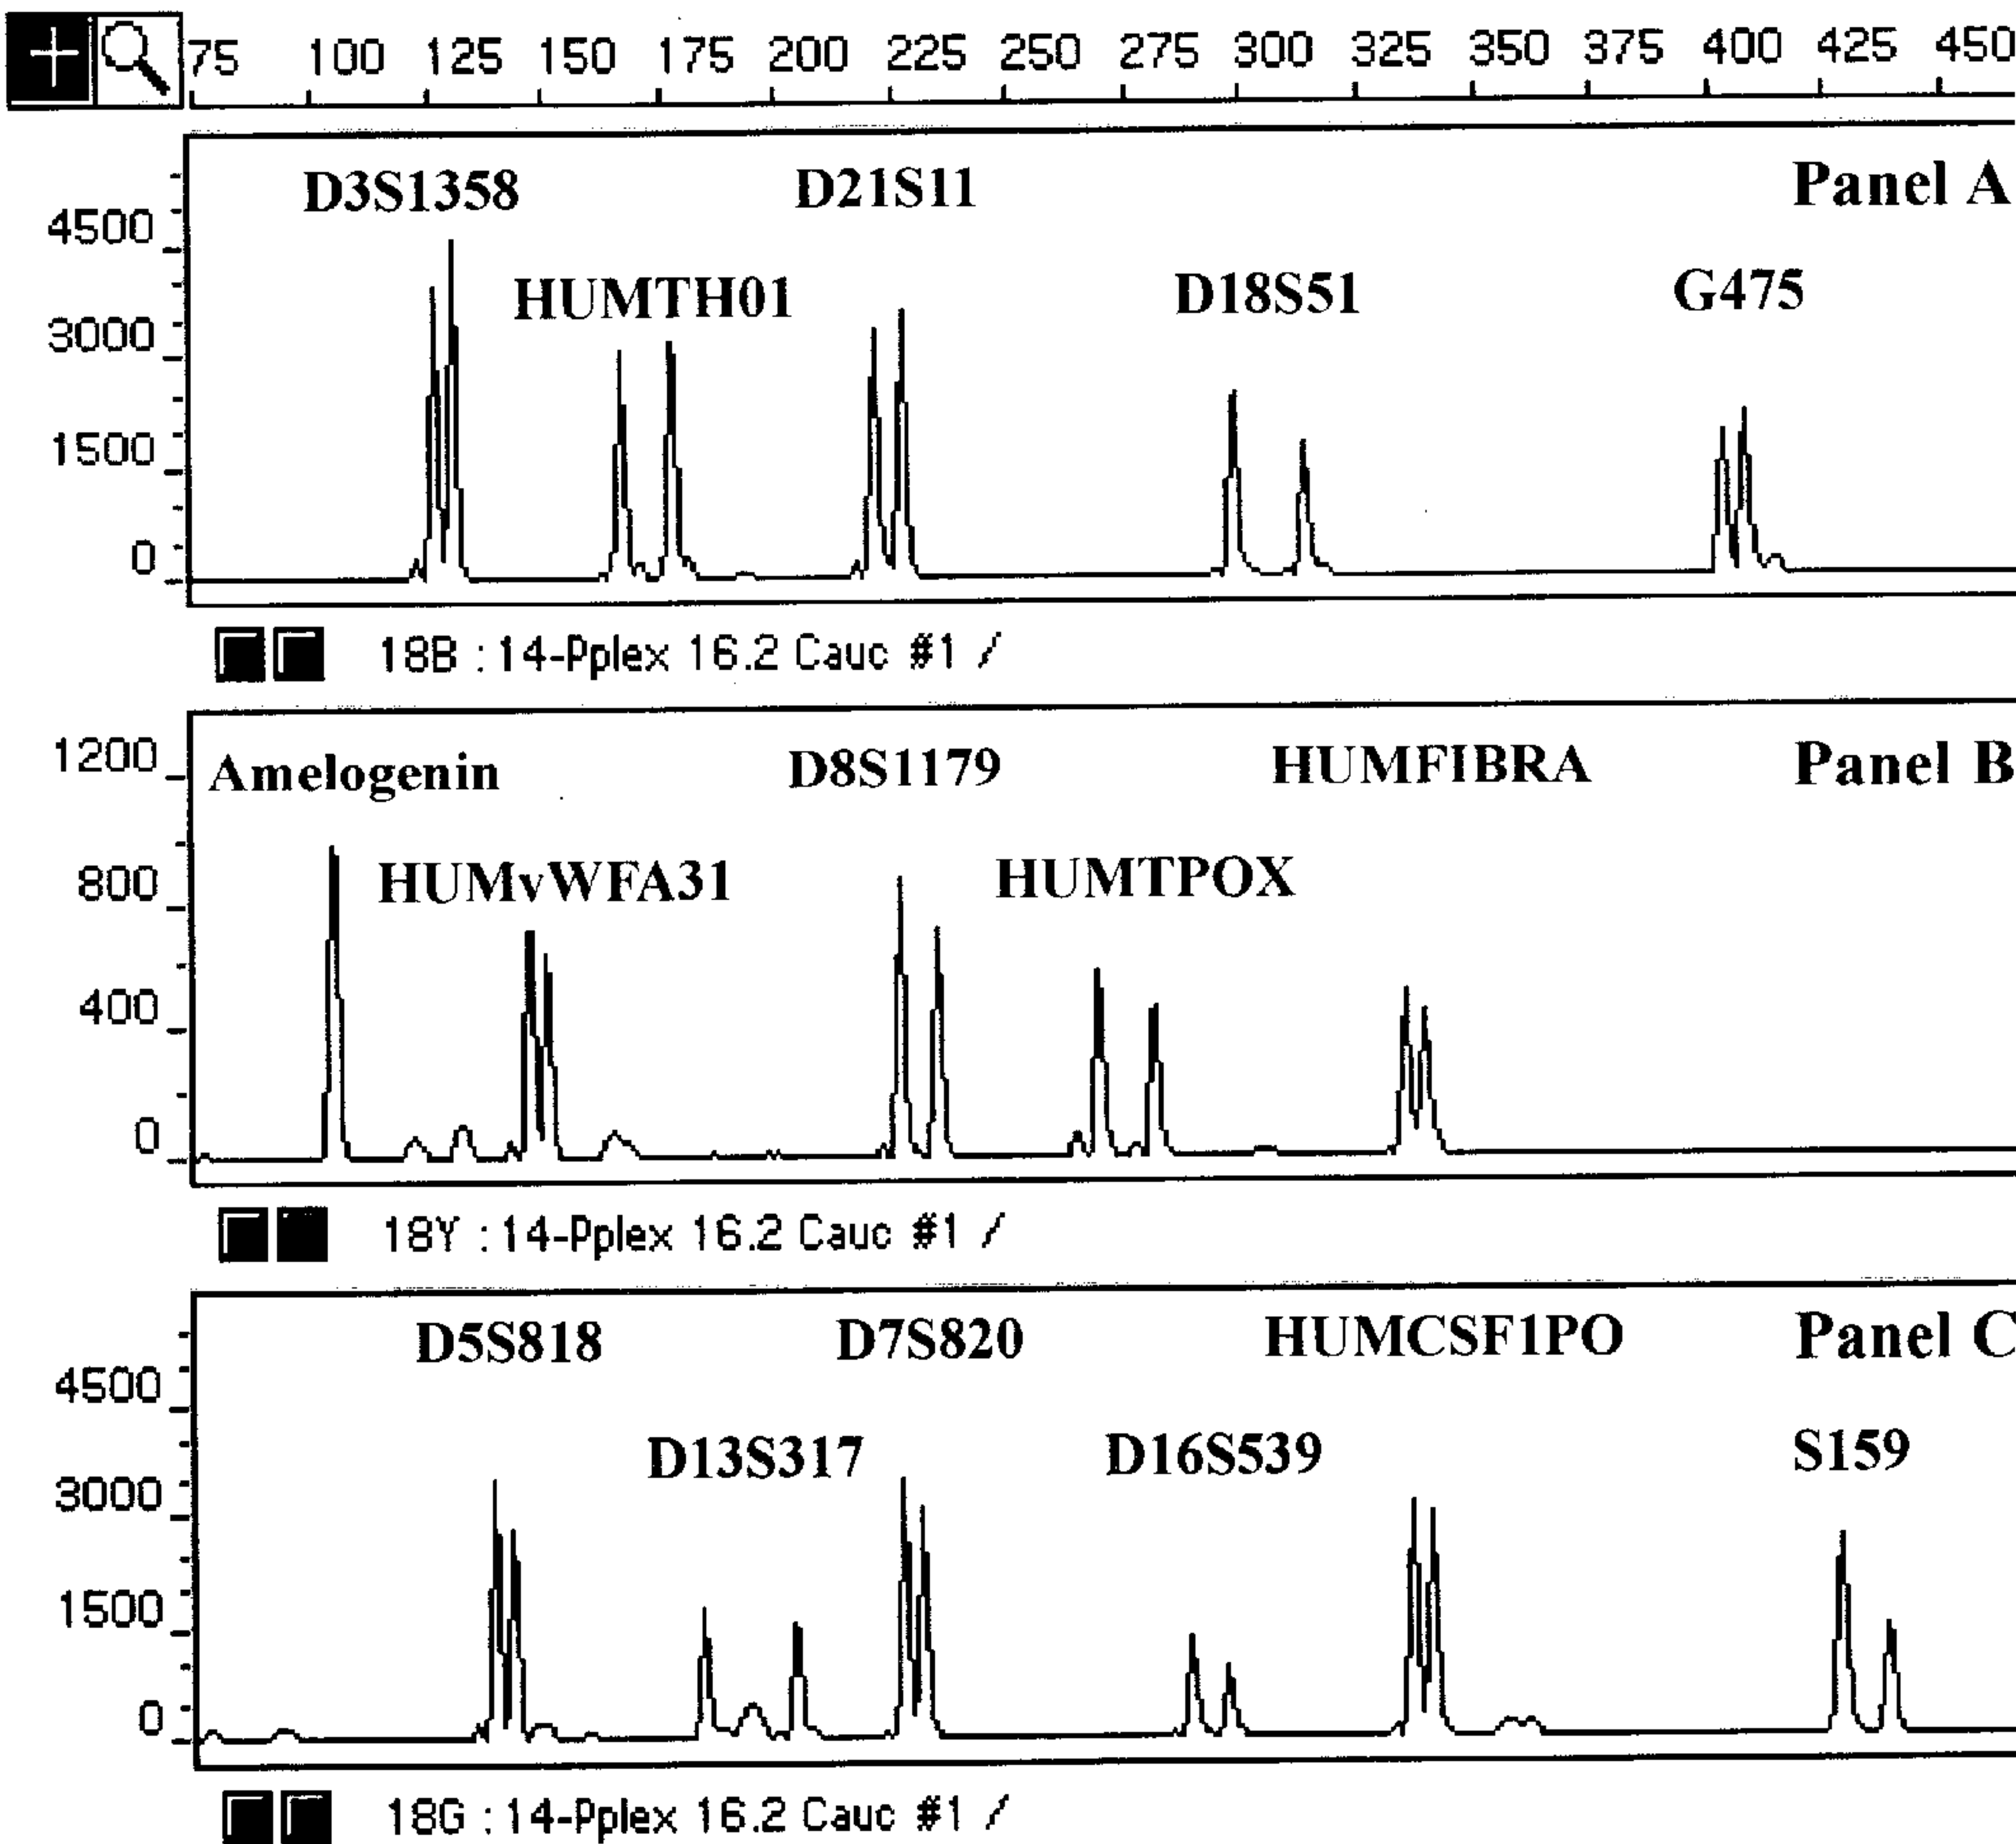 75 100 125 150 175 200 225 250 275 300 325 350 375 400 425 450
D3S1358 D21S11 Panel A
4500
HUMTH01 D18S51 G475
3000
1500
0
18B : 14-Pplex 16.2 Cauc #1 /
1200 Amelogenin D8S1179 HUMFIBRA Panel B
800 HUMvWFA31 HUMTPOX
400
0
18Y : 14-Pplex 16.2 Cauc #1 /
D5S818 D7S820 HUMCSF1PO Panel C
4500
D13S317 D16S539 S159
3000
1500
0
18G : 14-Pplex 16.2 Cauc #1 /